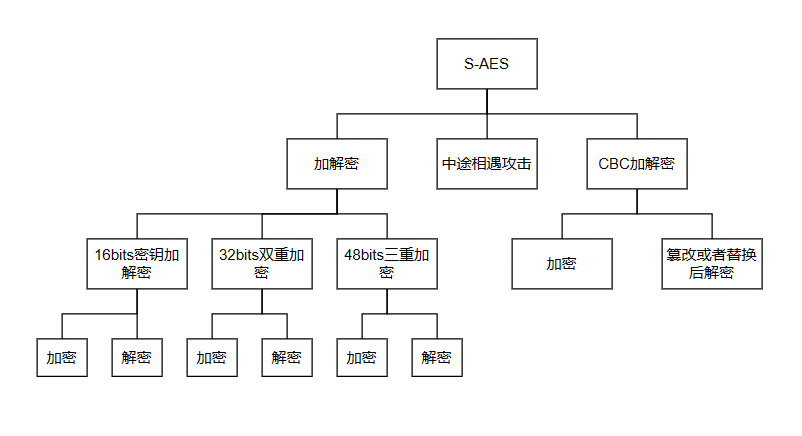 S-AES
加解密
中途相遇攻击
CBC加解密
16bits密钥加
解密
32bits双重加
密
48bits三重加
密
加密
篡改或者替换
后解密
加密
解密
加密
解密
加密
解密